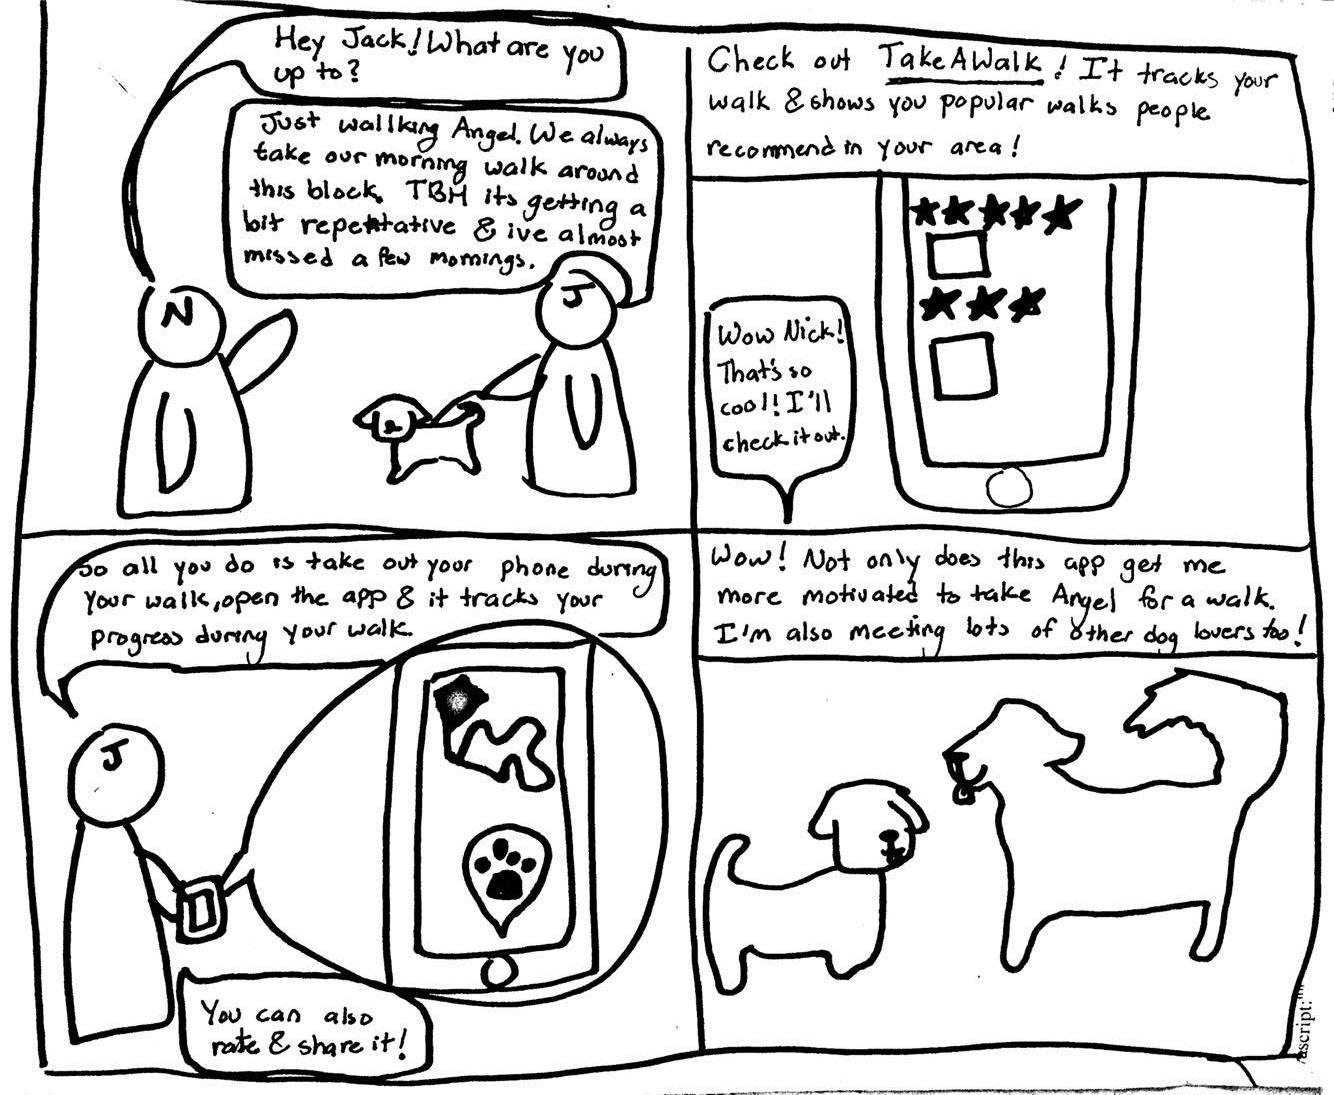 Hey Jack! What are you
up to?
Just wallking Angel. We always
take our morning walk around
this block. TBH its getting a
bit repetitative & ive almost
missed a few mornings.
N
J
Check out TakeAWalk! It tracks your
walk & shows you popular walks people
recommend in your area!
Wow Nick!
That's so
cool! I'll
check it out.
So all you do is take out your phone during
your walk, open the app & it tracks your
progress during your walk.
J
You can also
rate & share it!
Wow! Not only does this app get me
more motivated to take Angel for a walk.
I'm also meeting lots of other dog lovers too!
/ascript:""